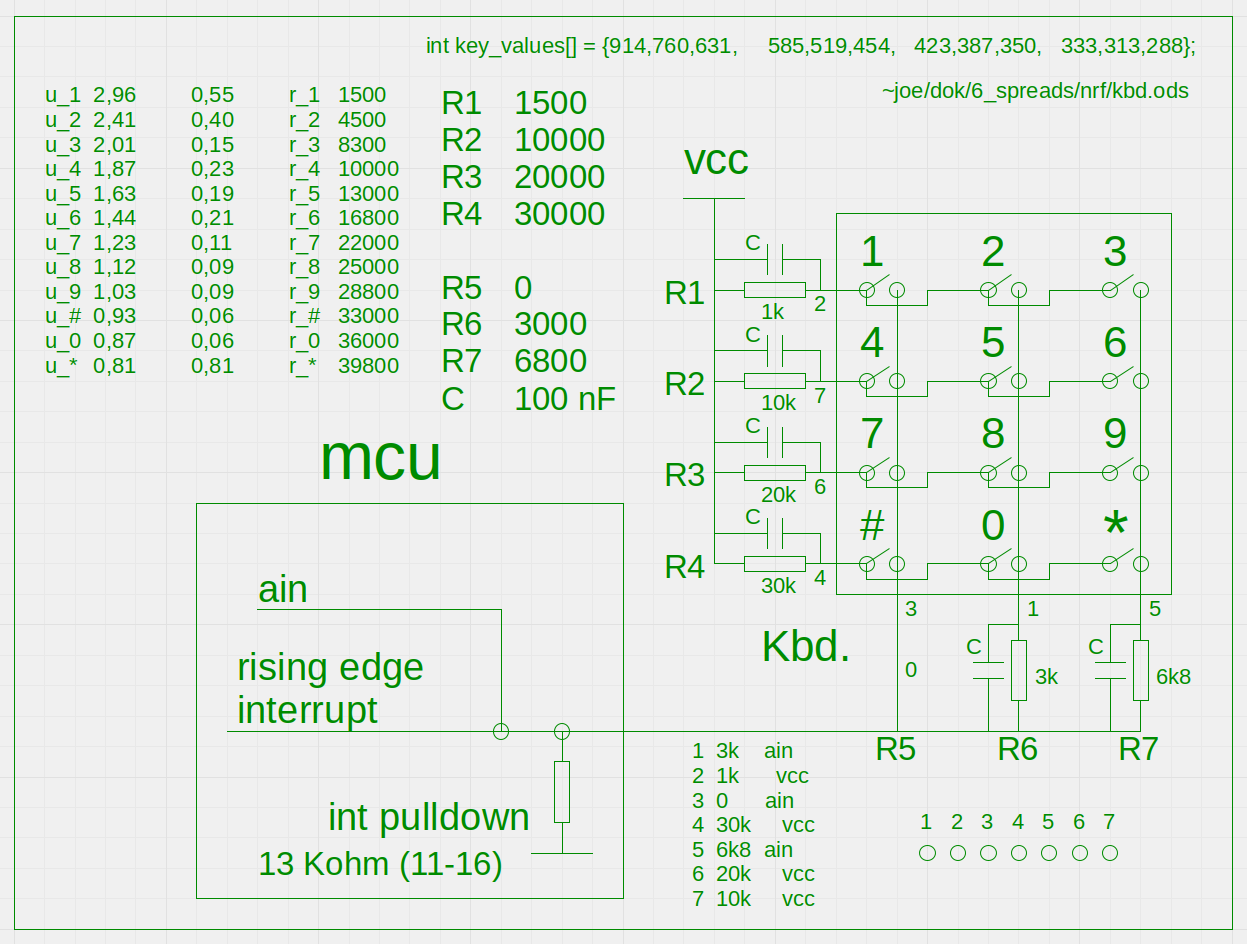 int key_values[] = {914,760,631, 585,519,454, 423,387,350, 333,313,288};
~joe/dok/6_spreads/nrf/kbd.ods
u_1 2,96 0,55 r_1 1500
u_2 2,41 0,40 r_2 4500
u_3 2,01 0,15 r_3 8300
u_4 1,87 0,23 r_4 10000
u_5 1,63 0,19 r_5 13000
u_6 1,44 0,21 r_6 16800
u_7 1,23 0,11 r_7 22000
u_8 1,12 0,09 r_8 25000
u_9 1,03 0,09 r_9 28800
u_# 0,93 0,06 r_# 33000
u_0 0,87 0,06 r_0 36000
u_* 0,81 0,81 r_* 39800
R1 1500
R2 10000
R3 20000
R4 30000
R5 0
R6 3000
R7 6800
C 100 nF
vcc
C 1 2 3
R1 1k 2
C 4 5 6
R2 10k 7
C 7 8 9
R3 20k 6
C # 0 *
R4 30k 4
3 1 5
Kbd.
0 C 3k C 6k8
R5 R6 R7
mcu
ain
rising edge
interrupt
int pulldown
13 Kohm (11-16)
1 3k ain
2 1k vcc
3 0 ain
4 30k vcc
5 6k8 ain
6 20k vcc
7 10k vcc
1 2 3 4 5 6 7